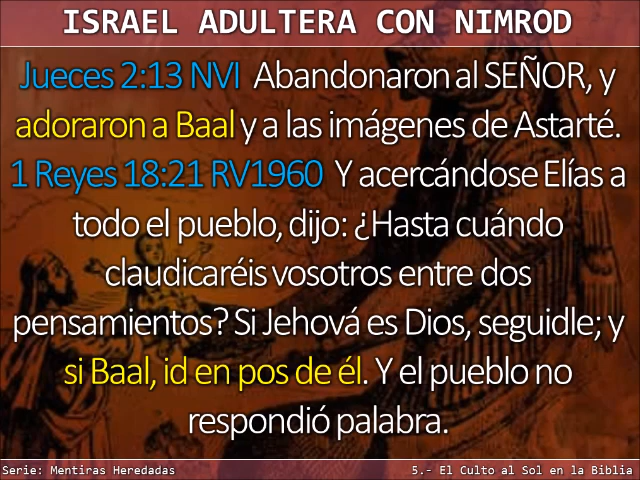 ISRAEL ADULTERA CON NIMROD
Jueces 2:13 NVI Abandonaron al SEÑOR, y
adoraron a Baal y a las imágenes de Astarté.
1 Reyes 18:21 RV1960 Y acercándose Elías a
todo el pueblo, dijo: ¿Hasta cuándo
claudicaréis vosotros entre dos
pensamientos? Si Jehová es Dios, seguidle; y
si Baal, id en pos de él. Y el pueblo no
respondió palabra.
Serie: Mentiras Heredadas
5.- El Culto al Sol en la Biblia